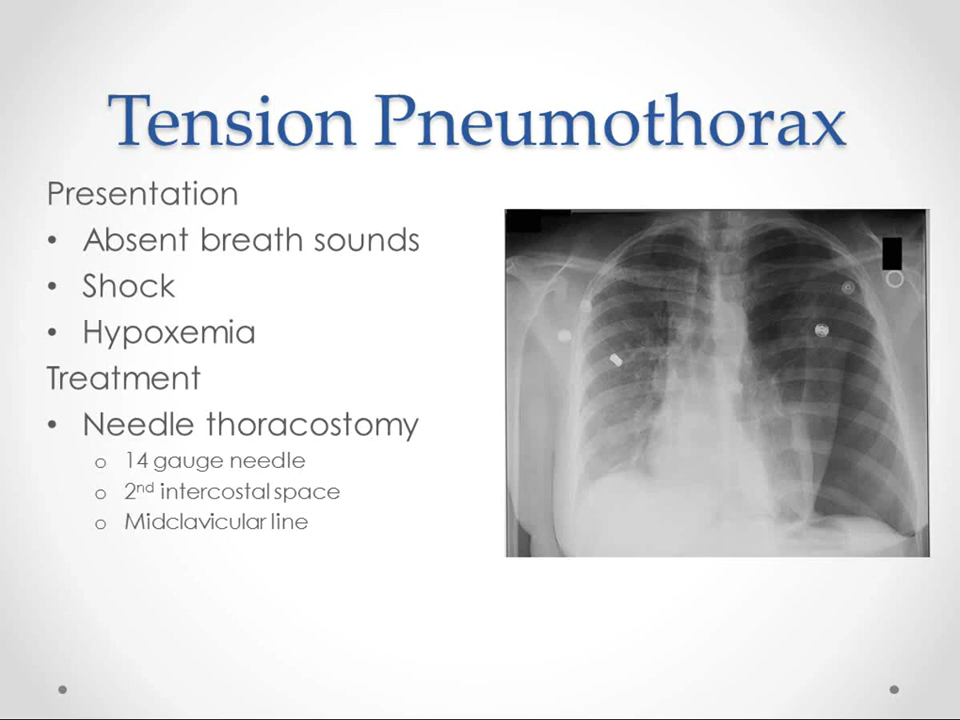 Tension Pneumothorax
Presentation
• Absent breath sounds
• Shock
• Hypoxemia
Treatment
• Needle thoracostomy
o 14 gauge needle
o 2nd intercostal space
o Midclavicular line